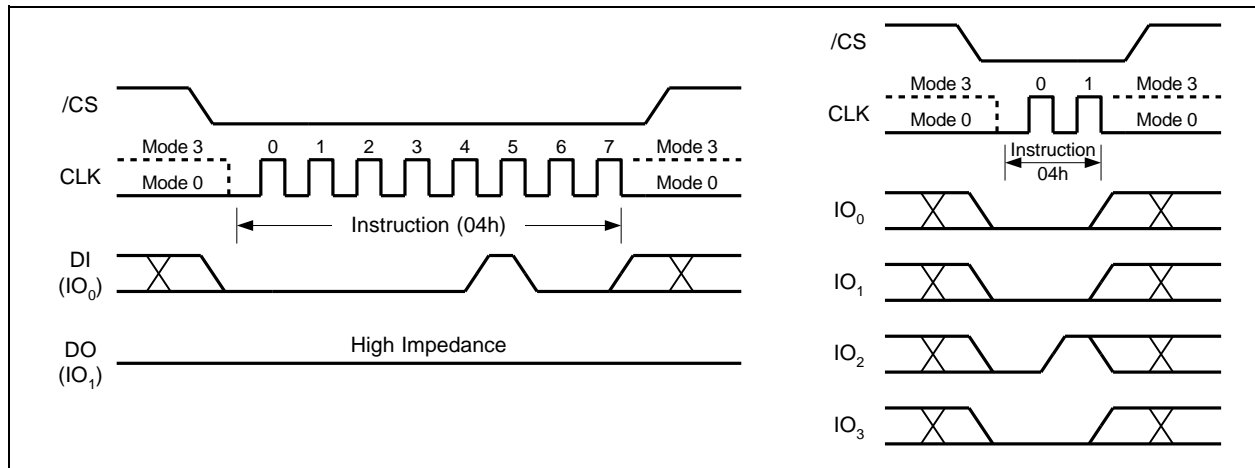 /CS
Mode 3 0 1 2 3 4 5 6 7 Mode 3
CLK Mode 0 Mode 0
Instruction (04h)
DI
(IO0)
DO High Impedance
(IO1)
/CS
Mode 3 0 1 Mode 3
CLK Mode 0 Mode 0
Instruction
04h
IO0
IO1
IO2
IO3